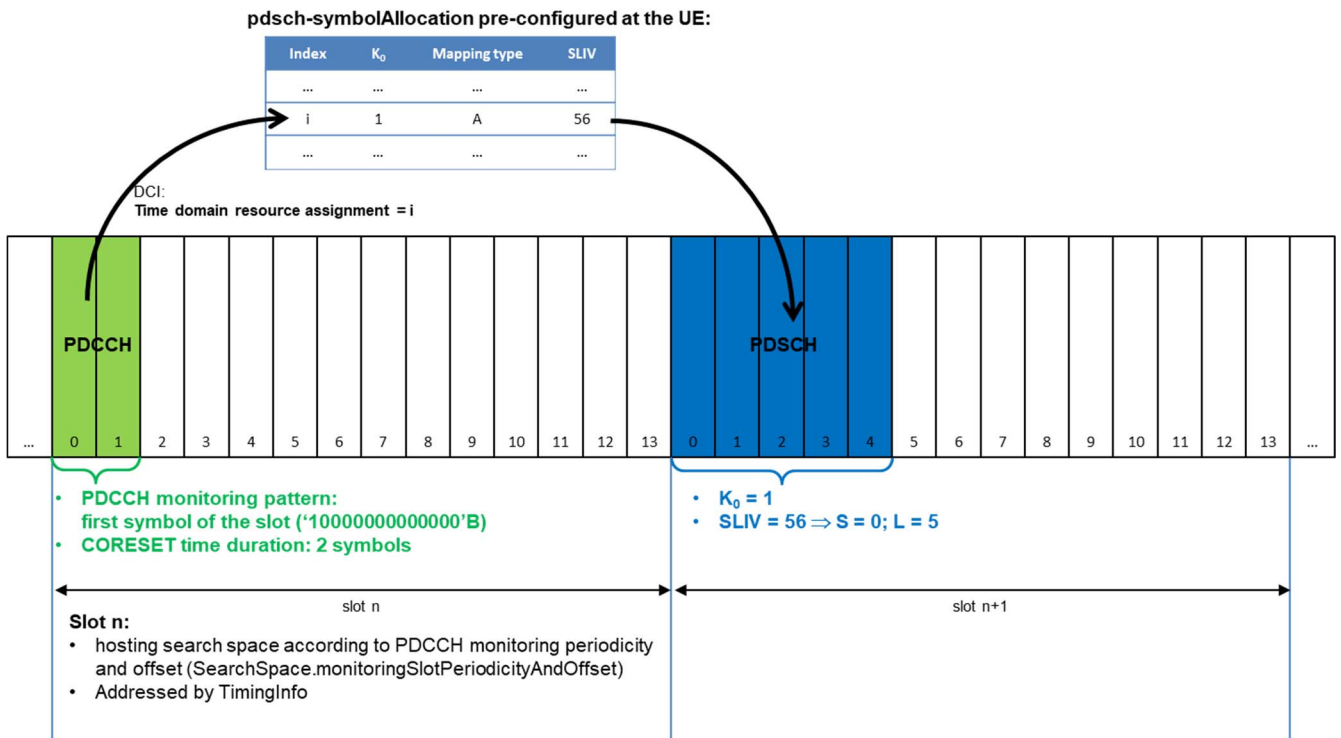 pdsch-symbolAllocation pre-configured at the UE:
Index K₀ Mapping type SLIV
... ... ... ...
i 1 A 56
... ... ... ...
DCI:
Time domain resource assignment = i
PDCCH PDSCH
... 0 1 2 3 4 5 6 7 8 9 10 11 12 13 0 1 2 3 4 5 6 7 8 9 10 11 12 13 ...
• PDCCH monitoring pattern:
first symbol of the slot (‘10000000000000’B)
• CORESET time duration: 2 symbols
• K₀ = 1
• SLIV = 56 ⇒ S = 0; L = 5
slot n slot n+1
Slot n:
• hosting search space according to PDCCH monitoring periodicity
and offset (SearchSpace.monitoringSlotPeriodicityAndOffset)
• Addressed by TimingInfo